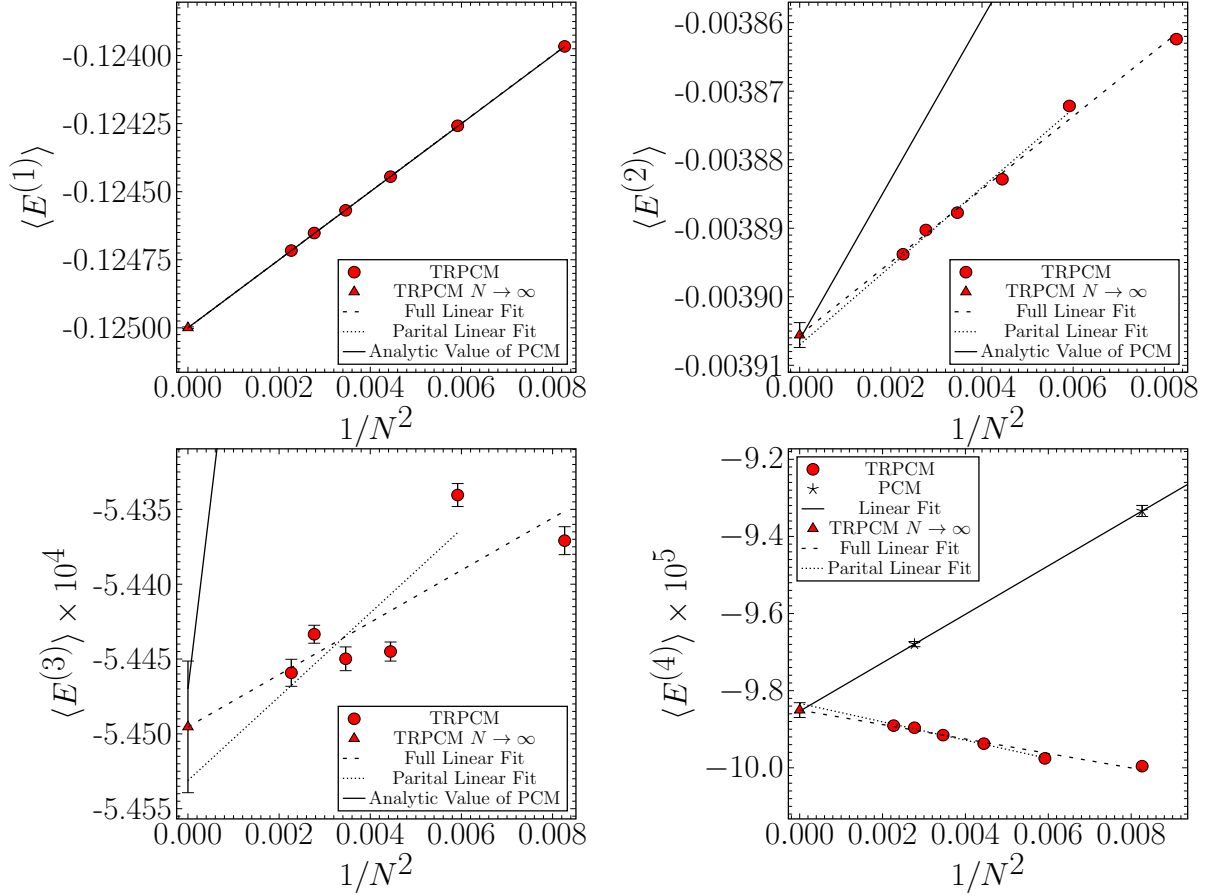 -0.12400
-0.12425
-0.12450
-0.12475
-0.12500
⟨E^(1)⟩
TRPCM
TRPCM N → ∞
Full Linear Fit
Parital Linear Fit
Analytic Value of PCM
0.000 0.002 0.004 0.006 0.008
1/N^2
-0.00386
-0.00387
-0.00388
-0.00389
-0.00390
-0.00391
⟨E^(2)⟩
TRPCM
TRPCM N → ∞
Full Linear Fit
Parital Linear Fit
Analytic Value of PCM
0.000 0.002 0.004 0.006 0.008
1/N^2
-5.435
-5.440
-5.445
-5.450
-5.455
⟨E^(3)⟩ × 10^4
TRPCM
TRPCM N → ∞
Full Linear Fit
Parital Linear Fit
Analytic Value of PCM
0.000 0.002 0.004 0.006 0.008
1/N^2
−9.2
−9.4
−9.6
−9.8
−10.0
⟨E^(4)⟩ × 10^5
TRPCM
PCM
Linear Fit
TRPCM N → ∞
Full Linear Fit
Parital Linear Fit
0.000 0.002 0.004 0.006 0.008
1/N^2